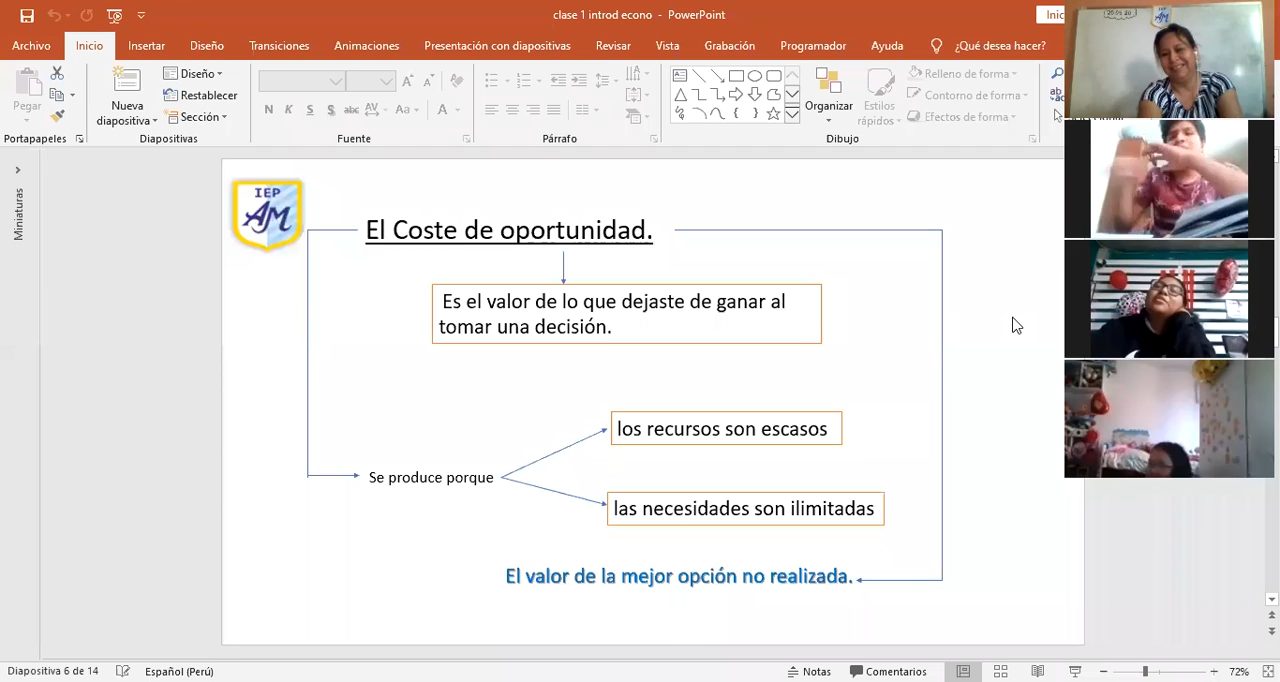 clase 1 introd econo - PowerPoint
Inic
Archivo
Inicio
Insertar
Diseño
Transiciones
Animaciones
Presentación con diapositivas
Revisar
Vista
Grabación
Programador
Ayuda
¿Qué desea hacer?
Pegar
Nueva
diapositiva
Diseño
Restablecer
Sección
N K S S abc AV Aa A
Organizar
Estilos
rápidos
Relleno de forma
Contorno de forma
Efectos de forma
Portapapeles
Diapositivas
Fuente
Párrafo
Dibujo
Miniaturas
IEP
AM
El Coste de oportunidad.
Es el valor de lo que dejaste de ganar al
tomar una decisión.
Se produce porque
los recursos son escasos
las necesidades son ilimitadas
El valor de la mejor opción no realizada.
Diapositiva 6 de 14
Español (Perú)
Notas
Comentarios
72%